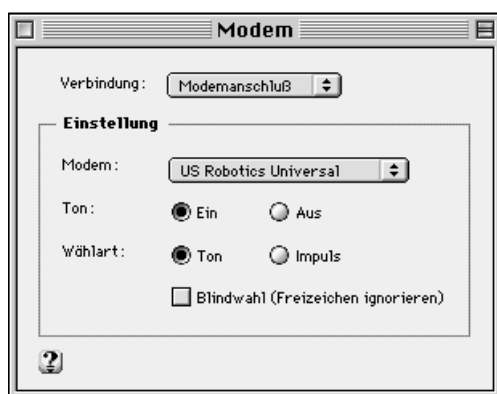 Modem
Verbindung: Modemanschluß
Einstellung
Modem: US Robotics Universal
Ton: Ein Aus
Wählart: Ton Impuls
Blindwahl (Freizeichen ignorieren)
?